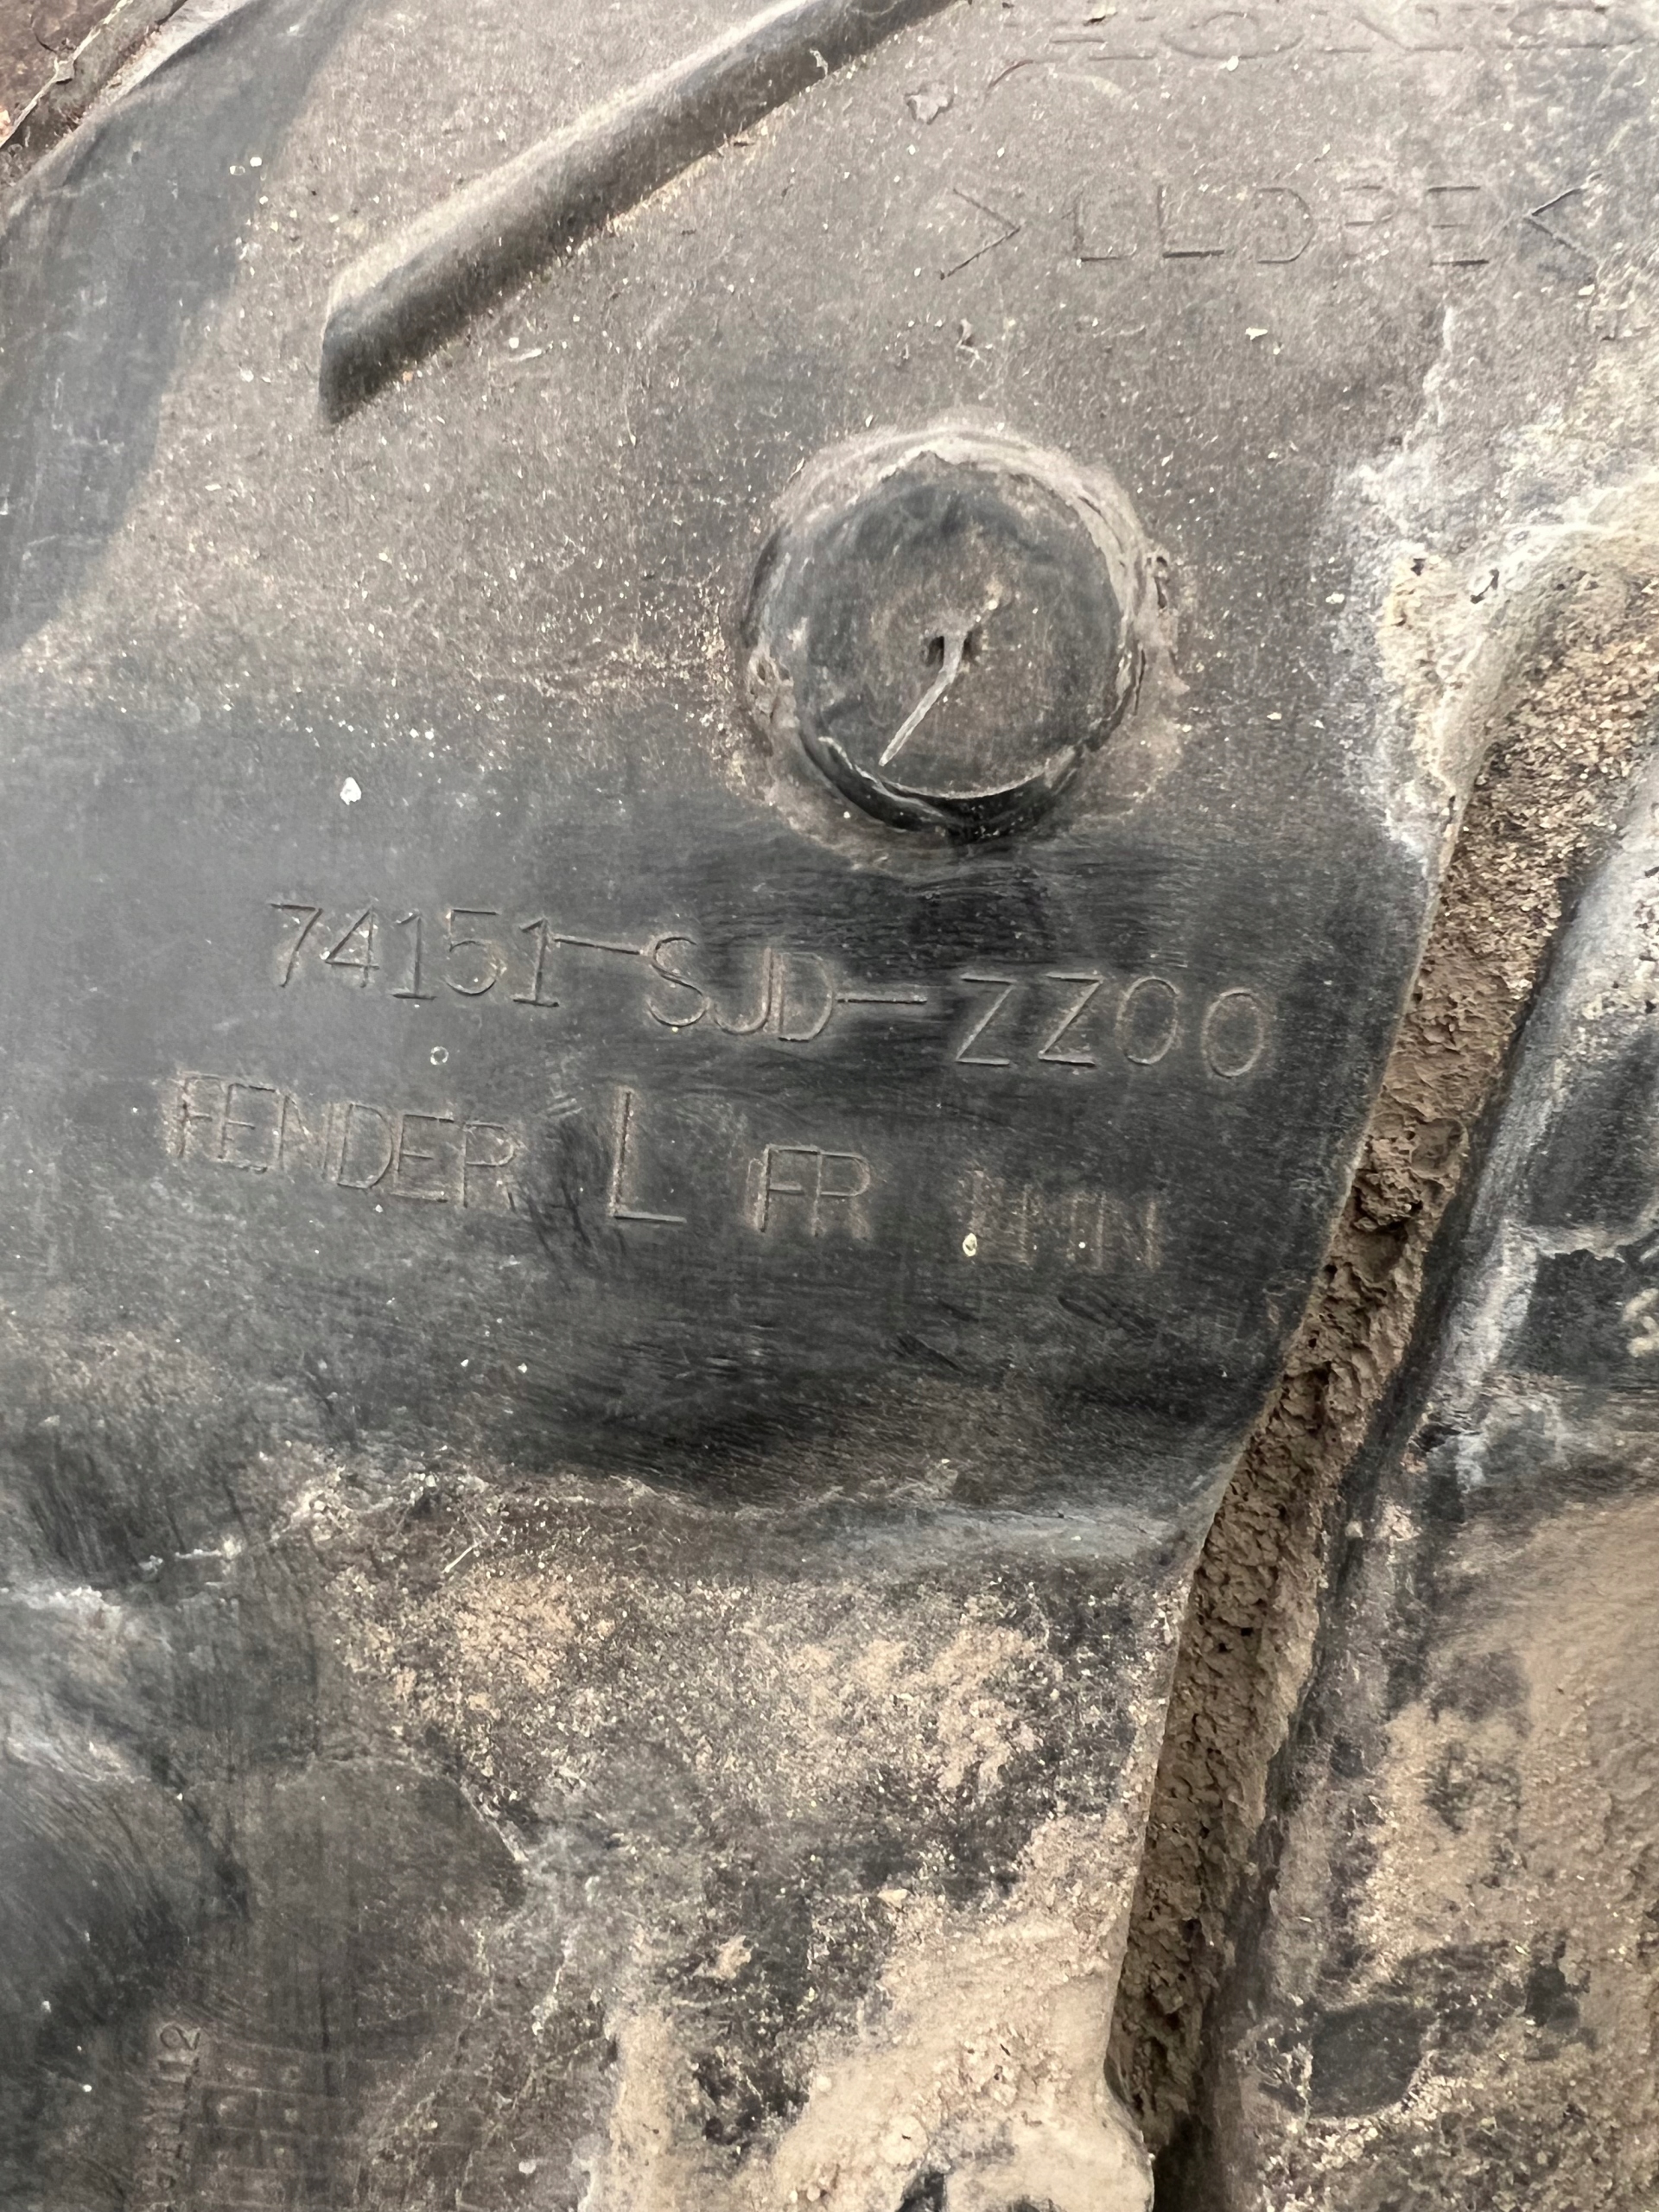 >LLDPE<
74151-SJD-ZZ00
FENDER L FR INN